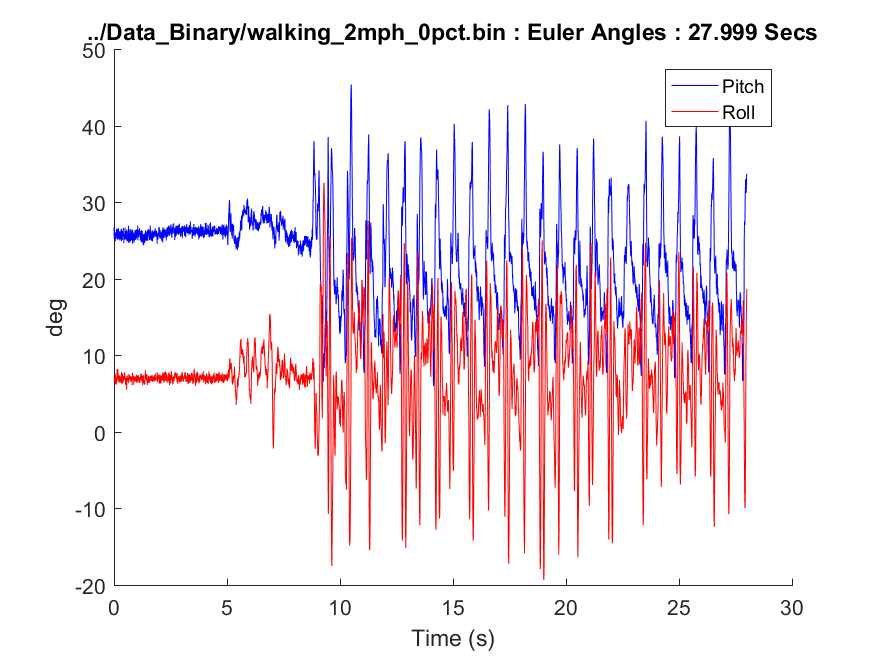 ../Data_Binary/walking_2mph_0pct.bin : Euler Angles : 27.999 Secs
50
40
30
20
10
0
-10
-20
deg
Pitch
Roll
0 5 10 15 20 25 30
Time (s)